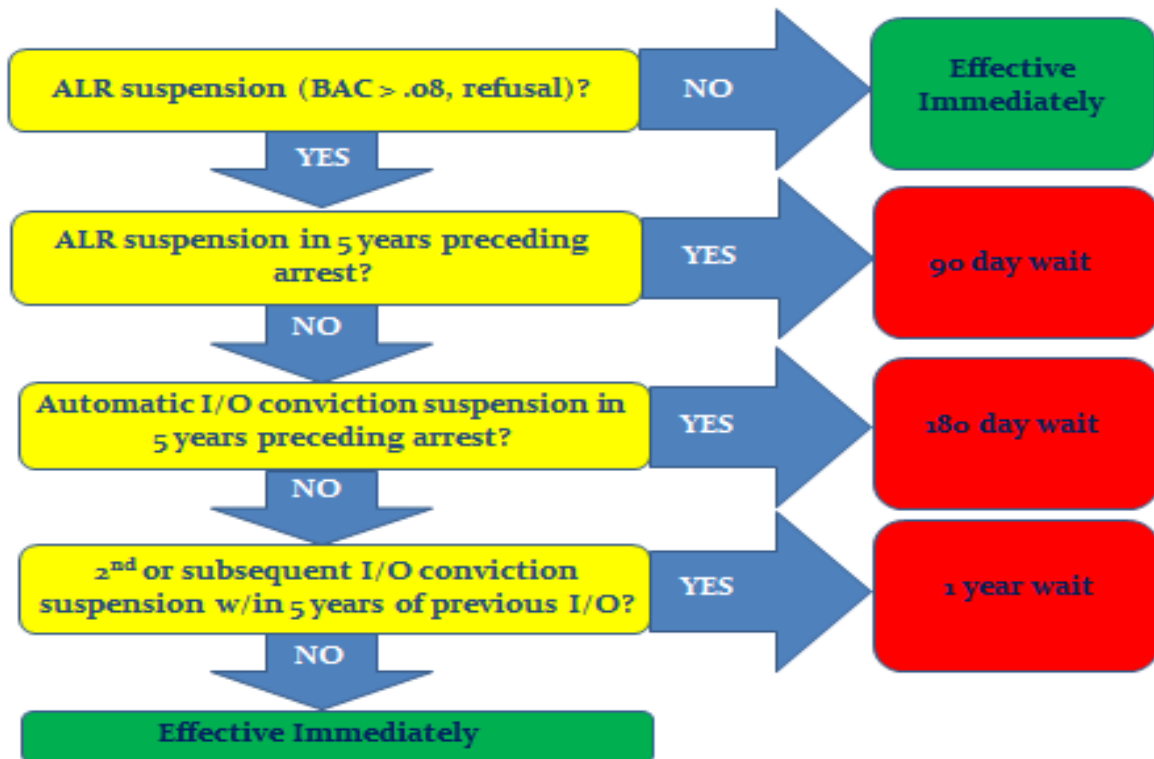 ALR suspension (BAC > .08, refusal)?
NO
Effective
Immediately
YES
ALR suspension in 5 years preceding
arrest?
YES
90 day wait
NO
Automatic I/O conviction suspension in
5 years preceding arrest?
YES
180 day wait
NO
2nd or subsequent I/O conviction
suspension w/in 5 years of previous I/O?
YES
1 year wait
NO
Effective Immediately